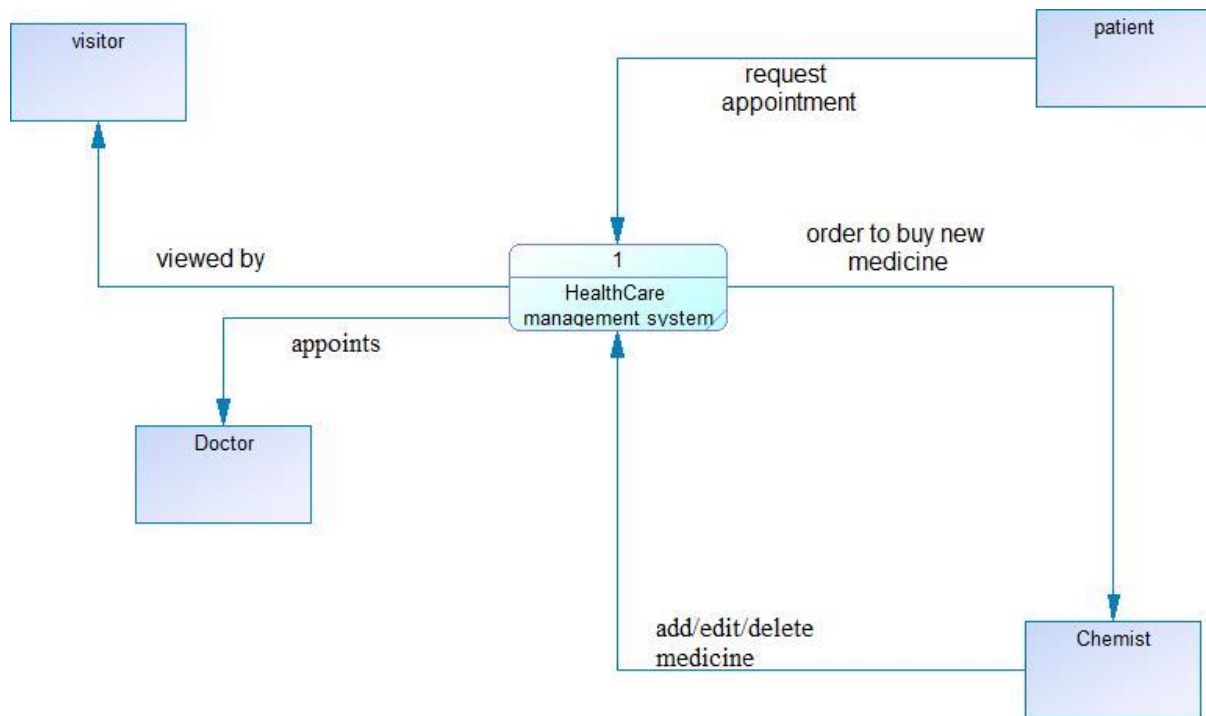 visitor
patient
request
appointment
order to buy new
medicine
viewed by
1
HealthCare
management system
appoints
Doctor
add/edit/delete
medicine
Chemist